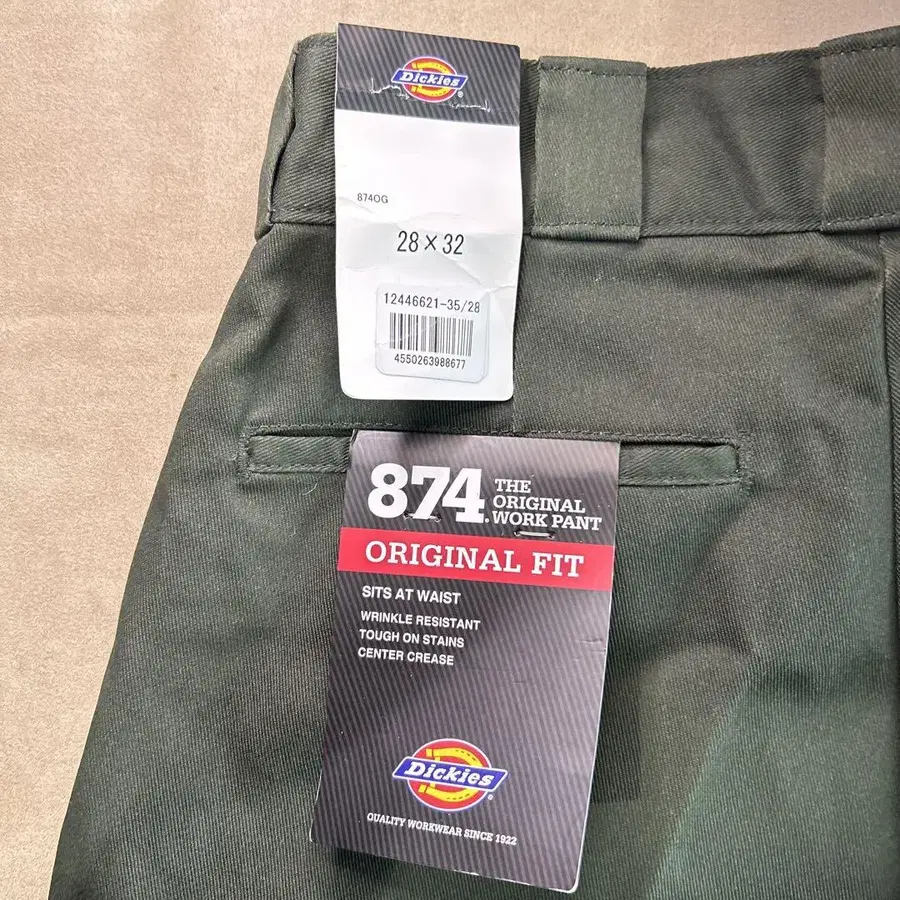 Dickies
874OG
28×32
12446621-35/28
4550263988677
874. THE
ORIGINAL
WORK PANT
ORIGINAL FIT
SITS AT WAIST
WRINKLE RESISTANT
TOUGH ON STAINS
CENTER CREASE
Dickies
QUALITY WORKWEAR SINCE 1922